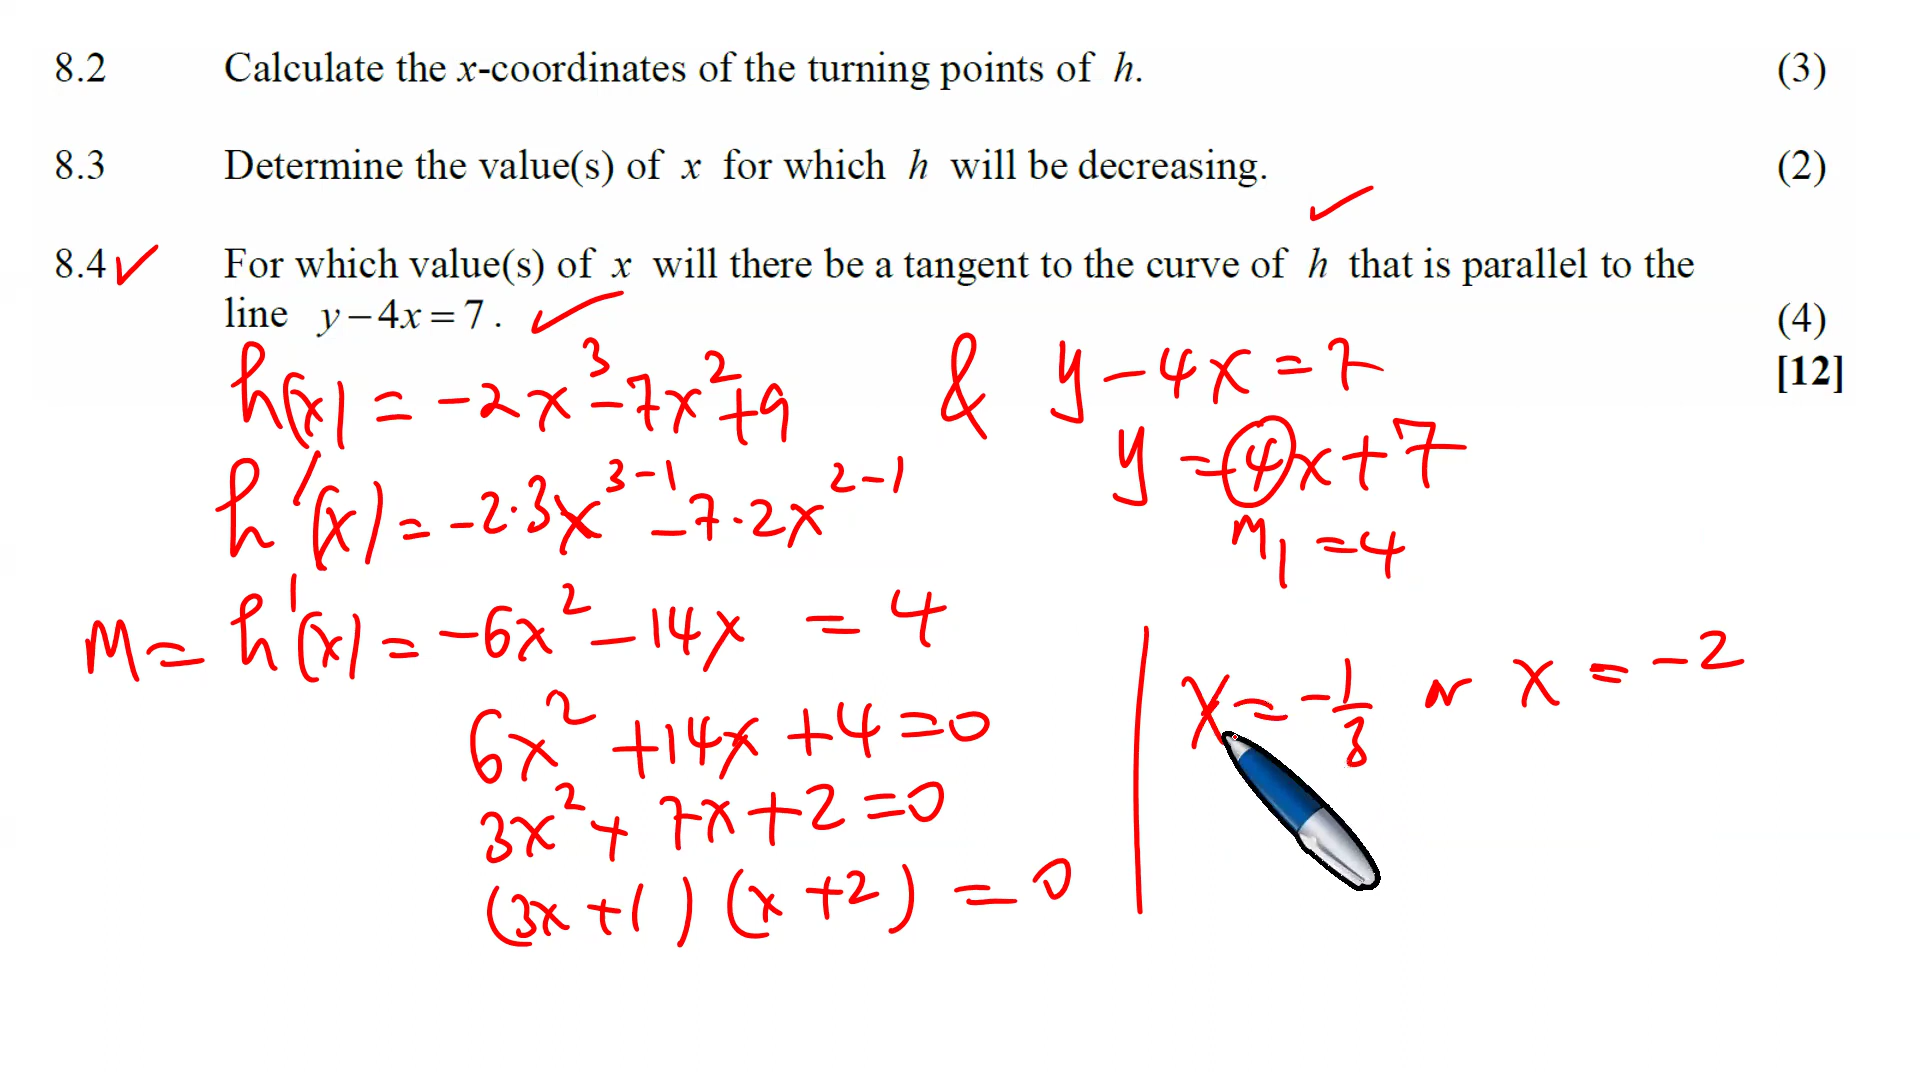 8.2 Calculate the x-coordinates of the turning points of h. (3)
8.3 Determine the value(s) of x for which h will be decreasing. (2)
8.4 For which value(s) of x will there be a tangent to the curve of h that is parallel to the
line y − 4x = 7 . (4)
[12]
h(x) = -2x³ - 7x² + 9 & y - 4x = 7
y = 4x + 7
h'(x) = -2·3x³⁻¹ - 7·2x²⁻¹
m₁ = 4
M = h'(x) = -6x² - 14x = 4
6x² + 14x + 4 = 0
3x² + 7x + 2 = 0
(3x + 1)(x + 2) = 0
x = -1/3 or x = -2